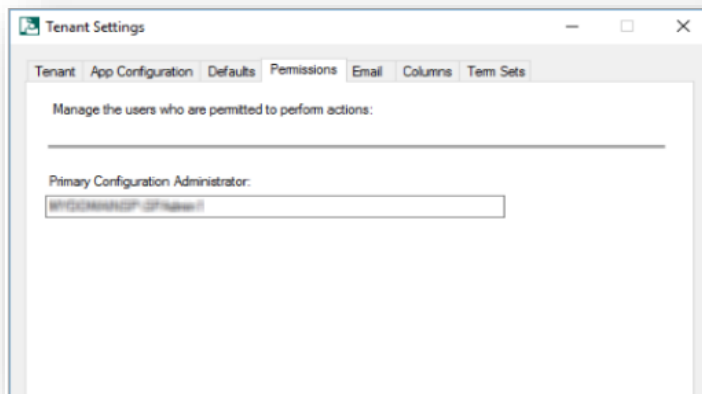 Tenant Settings
Tenant App Configuration Defaults Permissions Email Columns Term Sets
Manage the users who are permitted to perform actions:
Primary Configuration Administrator: